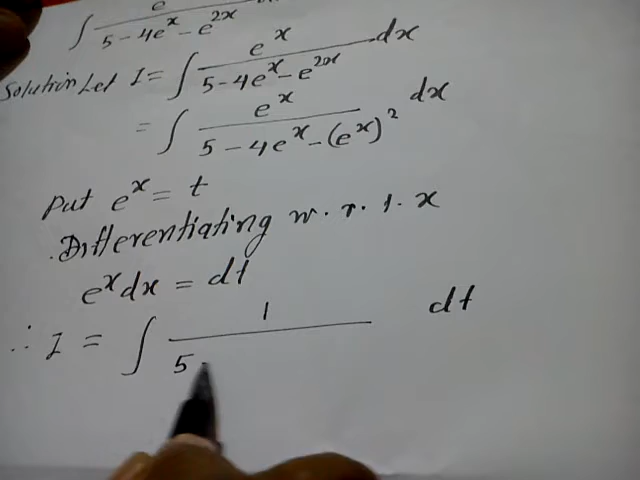 ∫ e / 5 - 4e^x - e^2x
Solution Let I = ∫ e^x / 5 - 4e^x - e^2x dx
= ∫ e^x / 5 - 4e^x - (e^x)^2 dx
Put e^x = t
Differentiating w.r.t. x
e^x dx = dt
∴ I = ∫ 1 / 5 - dt